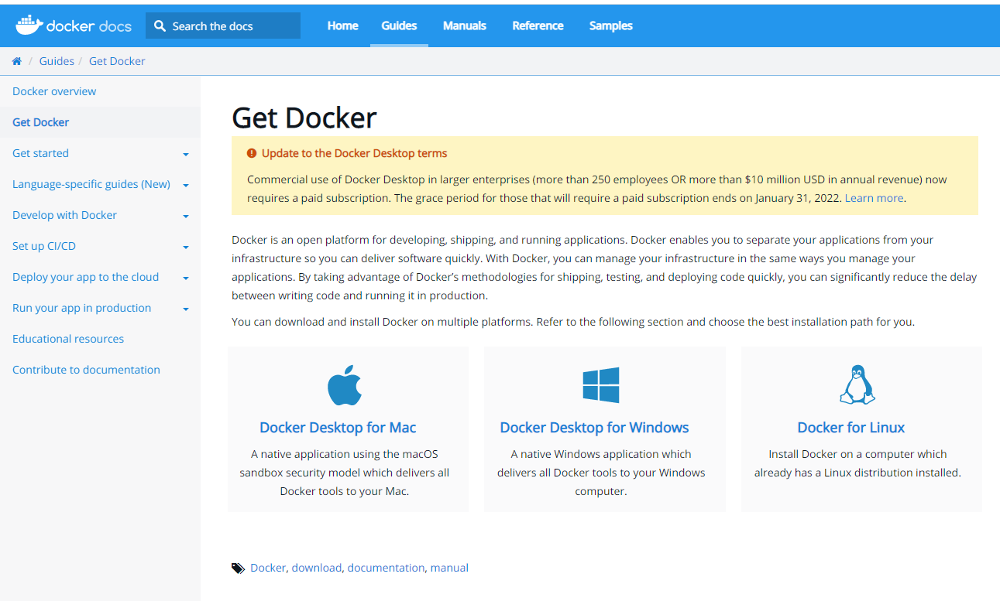 docker docs
Search the docs
Home
Guides
Manuals
Reference
Samples
/ Guides / Get Docker
Docker overview
Get Docker
Get started
Language-specific guides (New)
Develop with Docker
Set up CI/CD
Deploy your app to the cloud
Run your app in production
Educational resources
Contribute to documentation
Get Docker
Update to the Docker Desktop terms
Commercial use of Docker Desktop in larger enterprises (more than 250 employees OR more than $10 million USD in annual revenue) now
requires a paid subscription. The grace period for those that will require a paid subscription ends on January 31, 2022. Learn more.
Docker is an open platform for developing, shipping, and running applications. Docker enables you to separate your applications from your
infrastructure so you can deliver software quickly. With Docker, you can manage your infrastructure in the same ways you manage your
applications. By taking advantage of Docker’s methodologies for shipping, testing, and deploying code quickly, you can significantly reduce the delay
between writing code and running it in production.
You can download and install Docker on multiple platforms. Refer to the following section and choose the best installation path for you.
Docker Desktop for Mac
A native application using the macOS
sandbox security model which delivers all
Docker tools to your Mac.
Docker Desktop for Windows
A native Windows application which
delivers all Docker tools to your Windows
computer.
Docker for Linux
Install Docker on a computer which
already has a Linux distribution installed.
Docker, download, documentation, manual